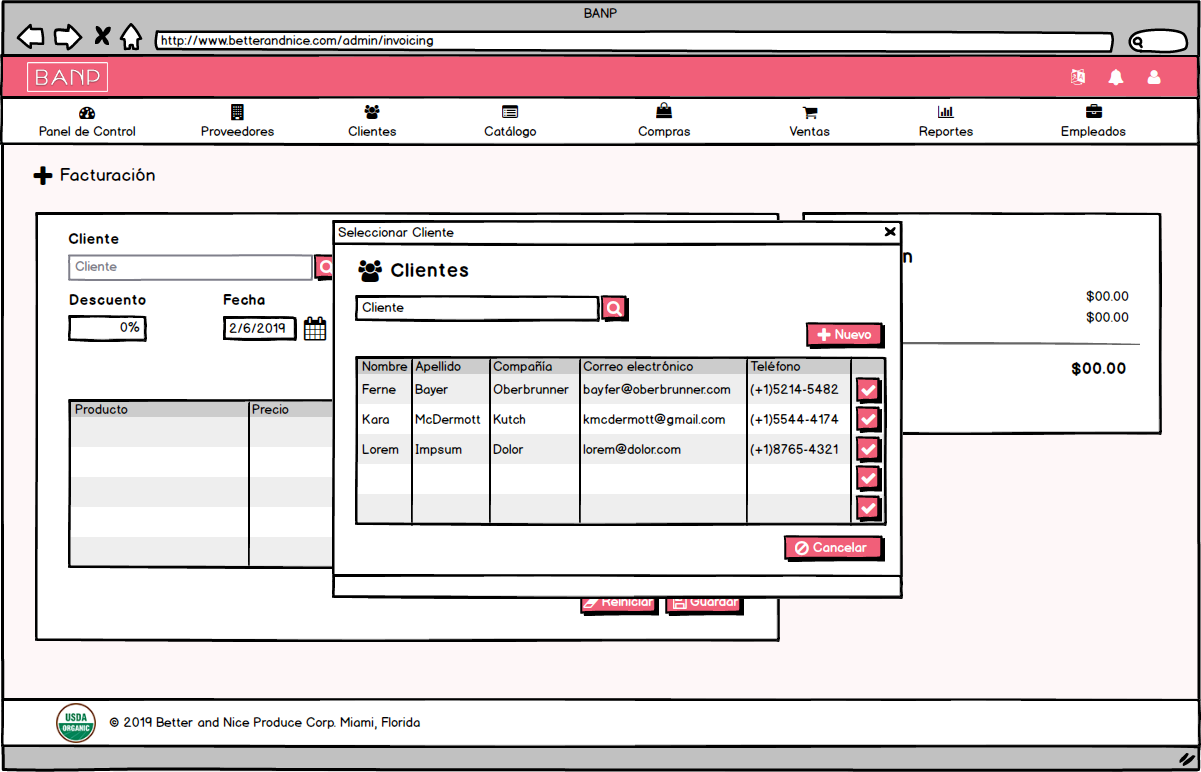 BANP
http://www.betterandnice.com/admin/invoicing
BANP
Panel de Control Proveedores Clientes Catálogo Compras Ventas Reportes Empleados
Facturación
Cliente
Cliente
Descuento Fecha
0% 2/6/2019
Producto Precio
Seleccionar Cliente
Clientes
Cliente
Nuevo
Nombre Apellido Compañía Correo electrónico Teléfono
Ferne Bayer Oberbrunner bayfer@oberbrunner.com (+1)5214-5482
Kara McDermott Kutch kmcdermott@gmail.com (+1)5544-4174
Lorem Impsum Dolor lorem@dolor.com (+1)8765-4321
Cancelar
n
$00.00
$00.00
$00.00
Reiniciar Guardar
USDA
ORGANIC
© 2019 Better and Nice Produce Corp. Miami, Florida